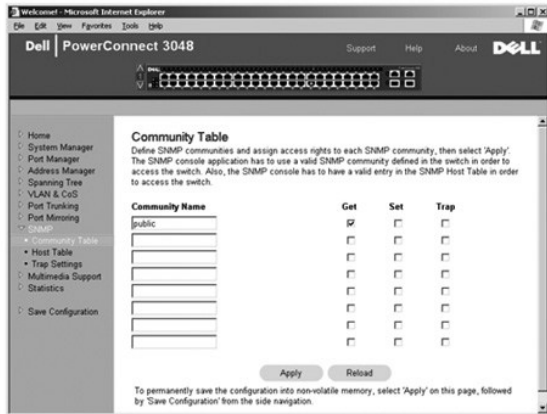 Welcome! - Microsoft Internet Explorer
File Edit View Favorites Tools Help
Dell | PowerConnect 3048
Support Help About DELL
Home
System Manager
Port Manager
Address Manager
Spanning Tree
VLAN & CoS
Port Trunking
Port Mirroring
SNMP
Community Table
Host Table
Trap Settings
Multimedia Support
Statistics
Save Configuration
Community Table
Define SNMP communities and assign access rights to each SNMP community, then select 'Apply'.
The SNMP console application has to use a valid SNMP community defined in the switch in order to
access the switch. Also, the SNMP console has to have a valid entry in the SNMP Host Table in order
to access the switch.
Community Name Get Set Trap
public
Apply Reload
To permanently save the configuration into non-volatile memory, select 'Apply' on this page, followed
by 'Save Configuration' from the side navigation.